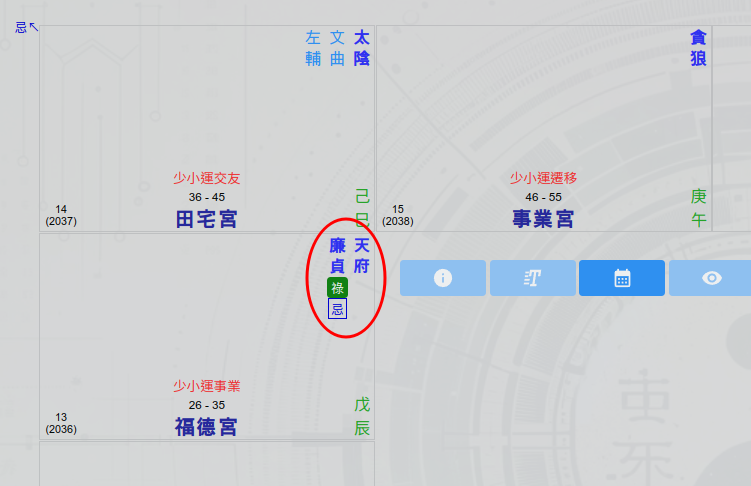 忌↖
左輔 文曲 太陰
少小運交友
36 - 45
田宅宮
14
(2037)
己巳
貪狼
少小運遷移
46 - 55
事業宮
15
(2038)
庚午
廉貞 天府
祿
忌
少小運事業
26 - 35
福德宮
13
(2036)
戊辰